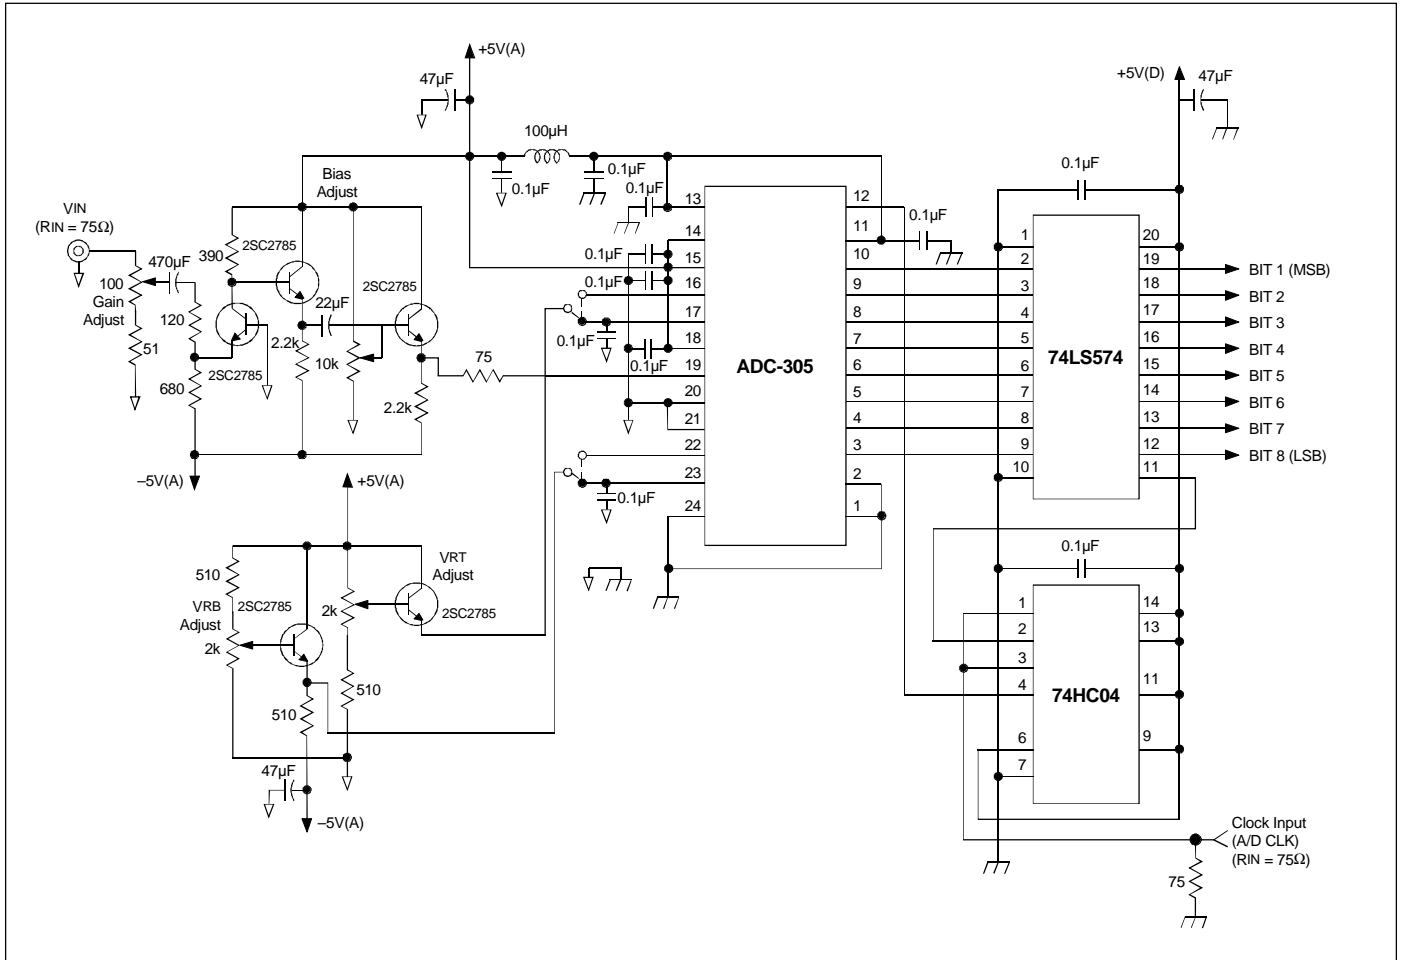 +5V(A)
47µF
+5V(D)
47µF
100µH
0.1µF
0.1µF
0.1µF
0.1µF
0.1µF
Bias
Adjust
VIN
(RIN = 75Ω)
390
2SC2785
470µF
100
Gain
Adjust
120
51
680
2SC2785
22µF
2.2k
10k
2SC2785
75
2.2k
–5V(A)
0.1µF
0.1µF
0.1µF
0.1µF
0.1µF
0.1µF
13
14
15
16
17
18
19
20
21
22
23
24
ADC-305
12
11
10
9
8
7
6
5
4
3
2
1
1
2
3
4
5
6
7
8
9
10
74LS574
20
19
18
17
16
15
14
13
12
11
BIT 1 (MSB)
BIT 2
BIT 3
BIT 4
BIT 5
BIT 6
BIT 7
BIT 8 (LSB)
+5V(A)
510
VRB
Adjust
2k
2SC2785
2k
VRT
Adjust
2SC2785
510
510
47µF
–5V(A)
0.1µF
1
2
3
4
6
7
74HC04
14
13
11
9
Clock Input
(A/D CLK)
(RIN = 75Ω)
75